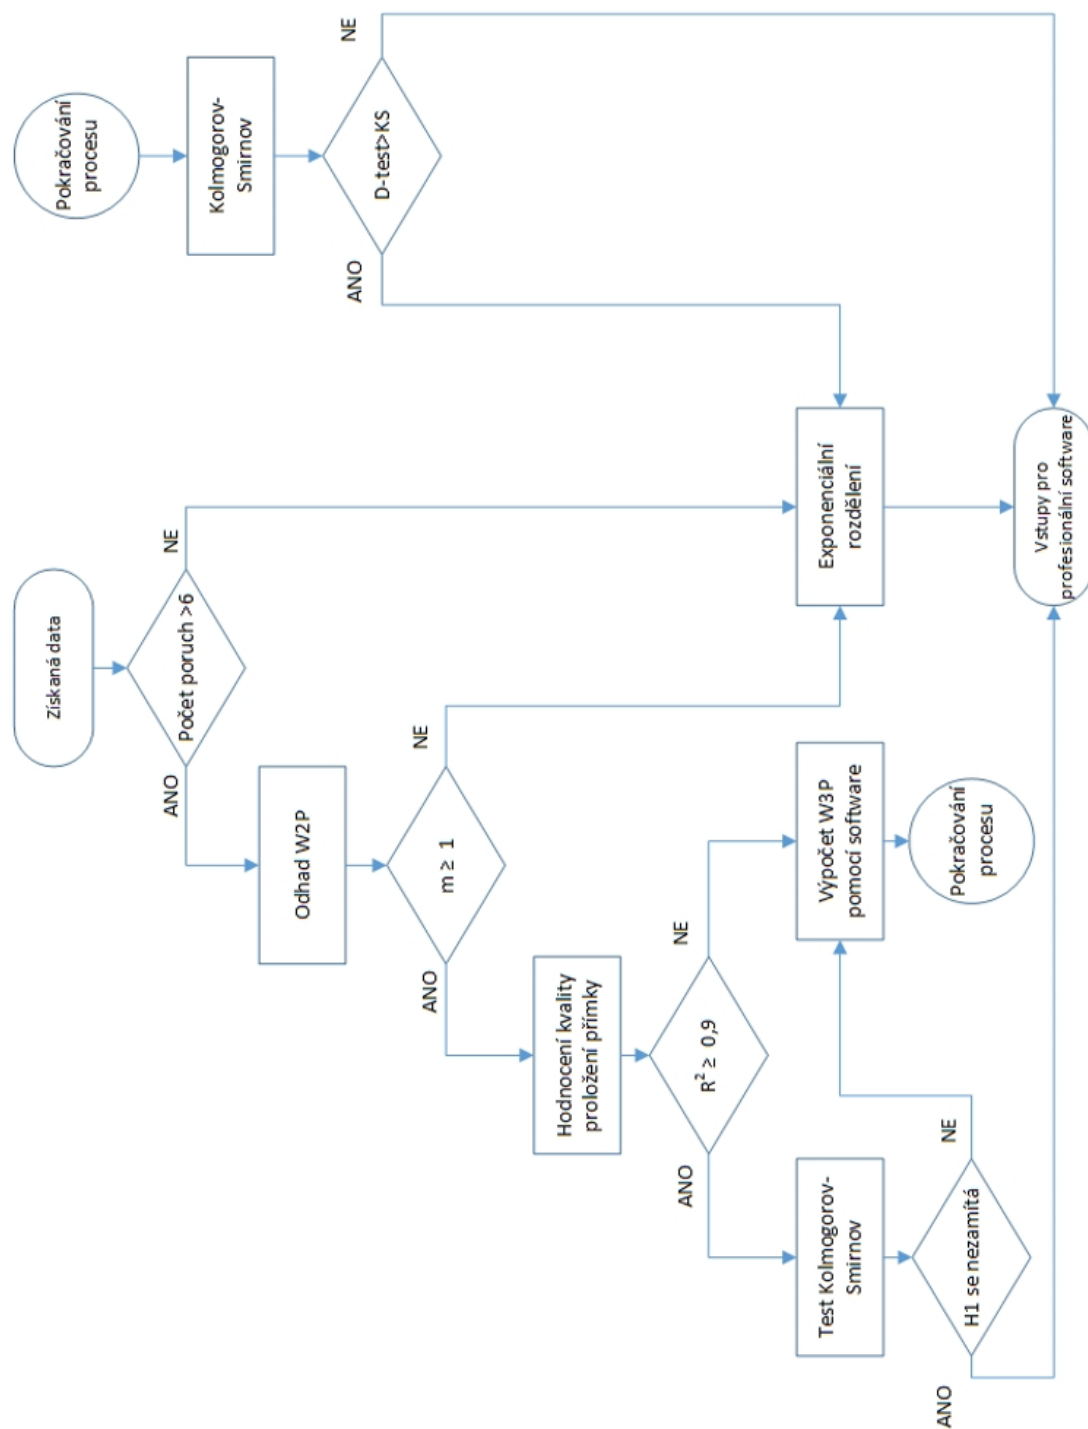 Získaná data
Počet poruch >6
ANO
NE
Odhad W2P
m ≥ 1
ANO
NE
Hodnocení kvality
proložení přímky
R² ≥ 0,9
ANO
NE
Test Kolmogorov-
Smirnov
H1 se nezamítá
ANO
NE
Výpočet W3P
pomocí software
Pokračování
procesu
Exponenciální
rozdělení
Vstupy pro
profesionální software
Pokračování
procesu
Kolmogorov-
Smirnov
D-test>KS
ANO
NE